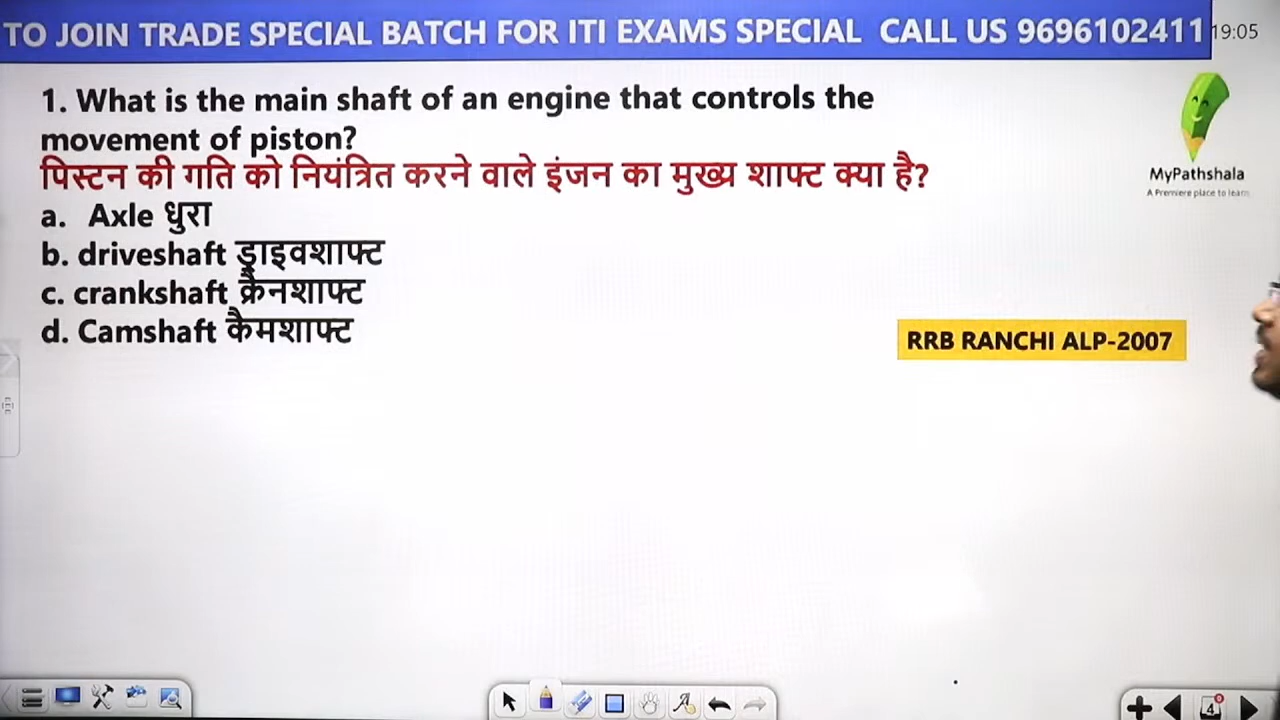 TO JOIN TRADE SPECIAL BATCH FOR ITI EXAMS SPECIAL CALL US 9696102411
19:05
1. What is the main shaft of an engine that controls the
movement of piston?
पिस्टन की गति को नियंत्रित करने वाले इंजन का मुख्य शाफ्ट क्या है?
a. Axle धुरा
b. driveshaft ड्राइवशाफ्ट
c. crankshaft क्रैनशाफ्ट
d. Camshaft कैमशाफ्ट
MyPathshala
A Premiere place to learn
RRB RANCHI ALP-2007
4